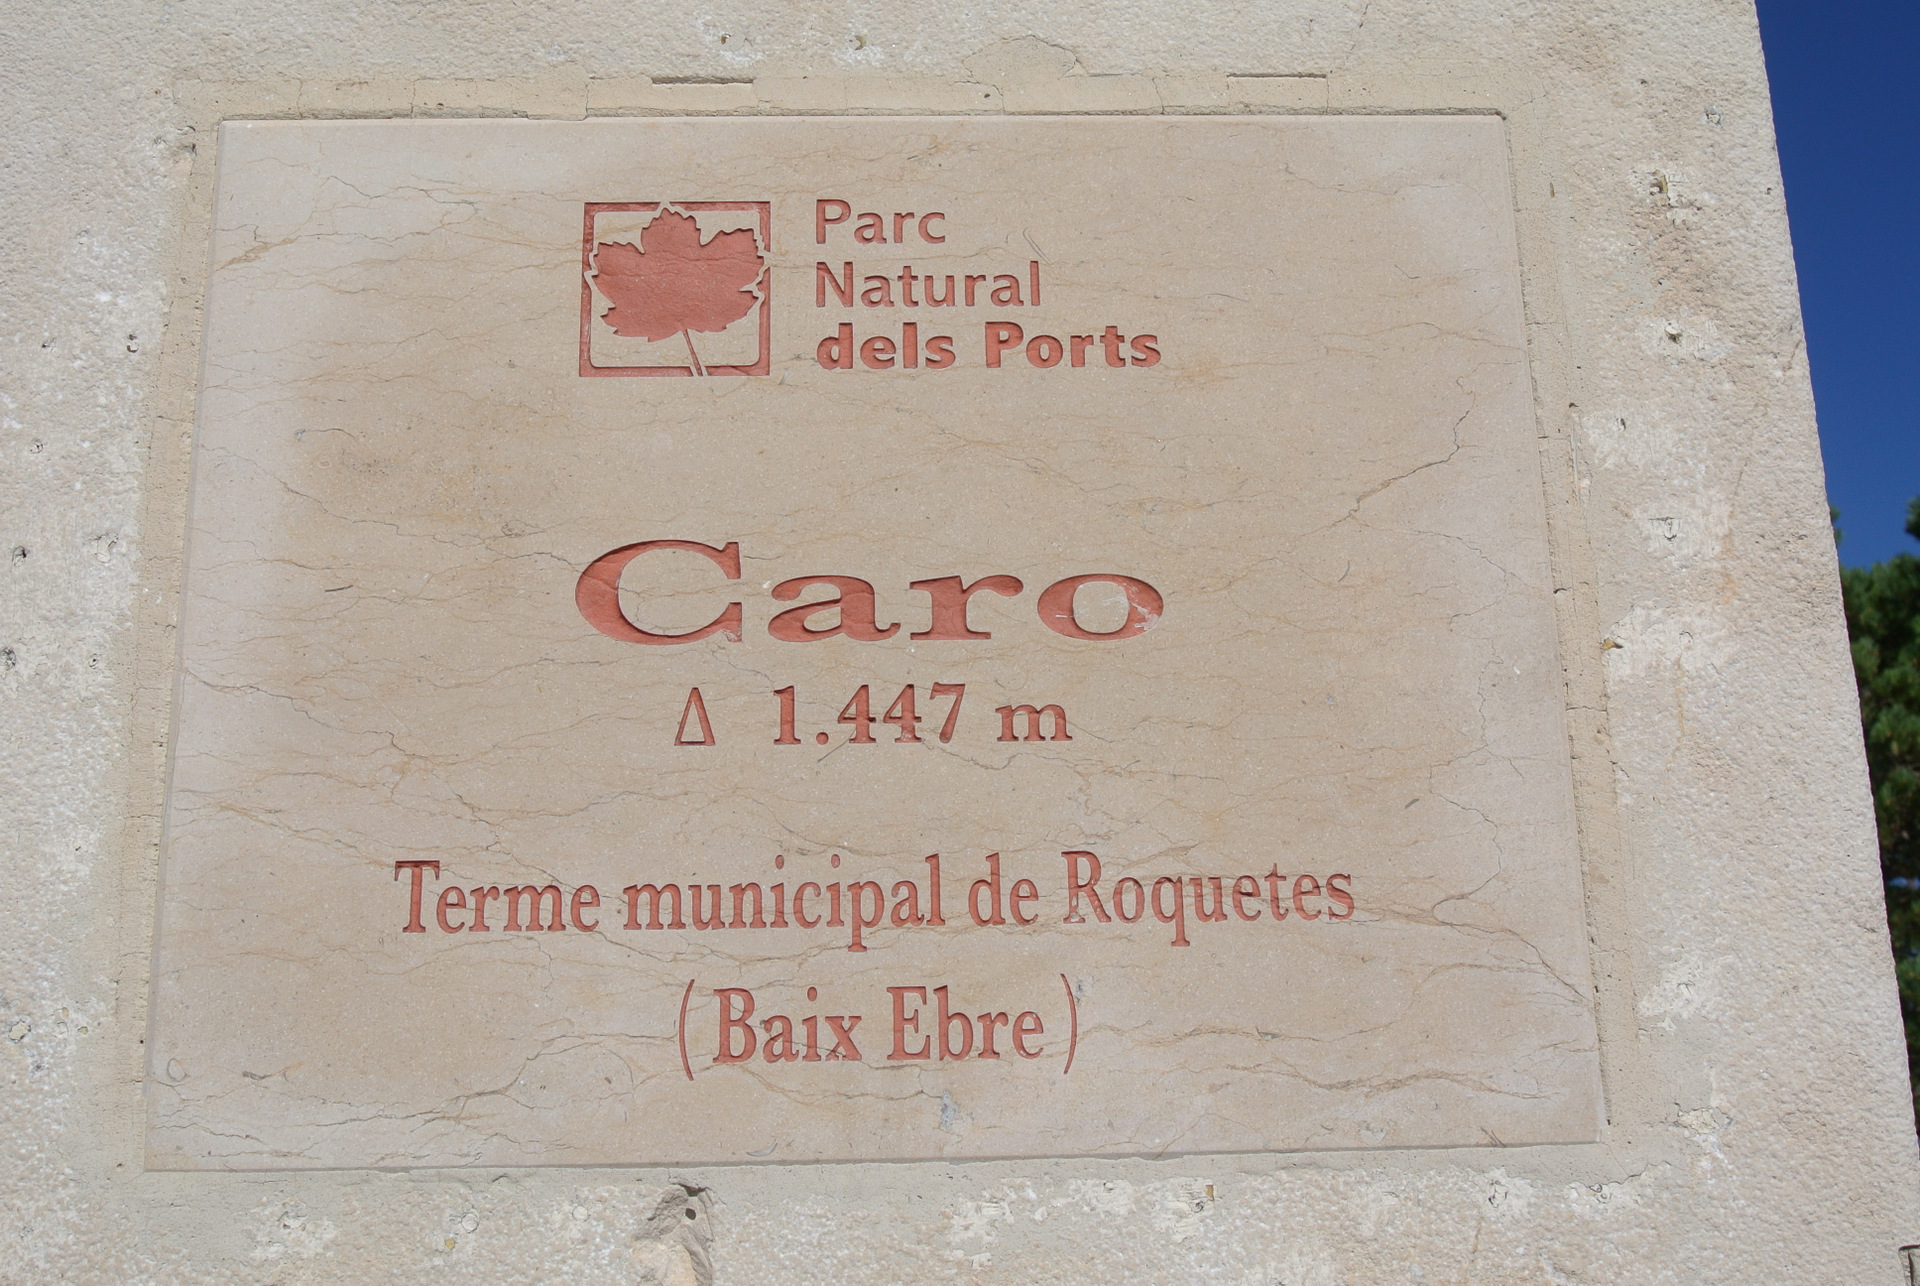 Parc
Natural
dels Ports
Caro
Δ 1.447 m
Terme municipal de Roquetes
(Baix Ebre)